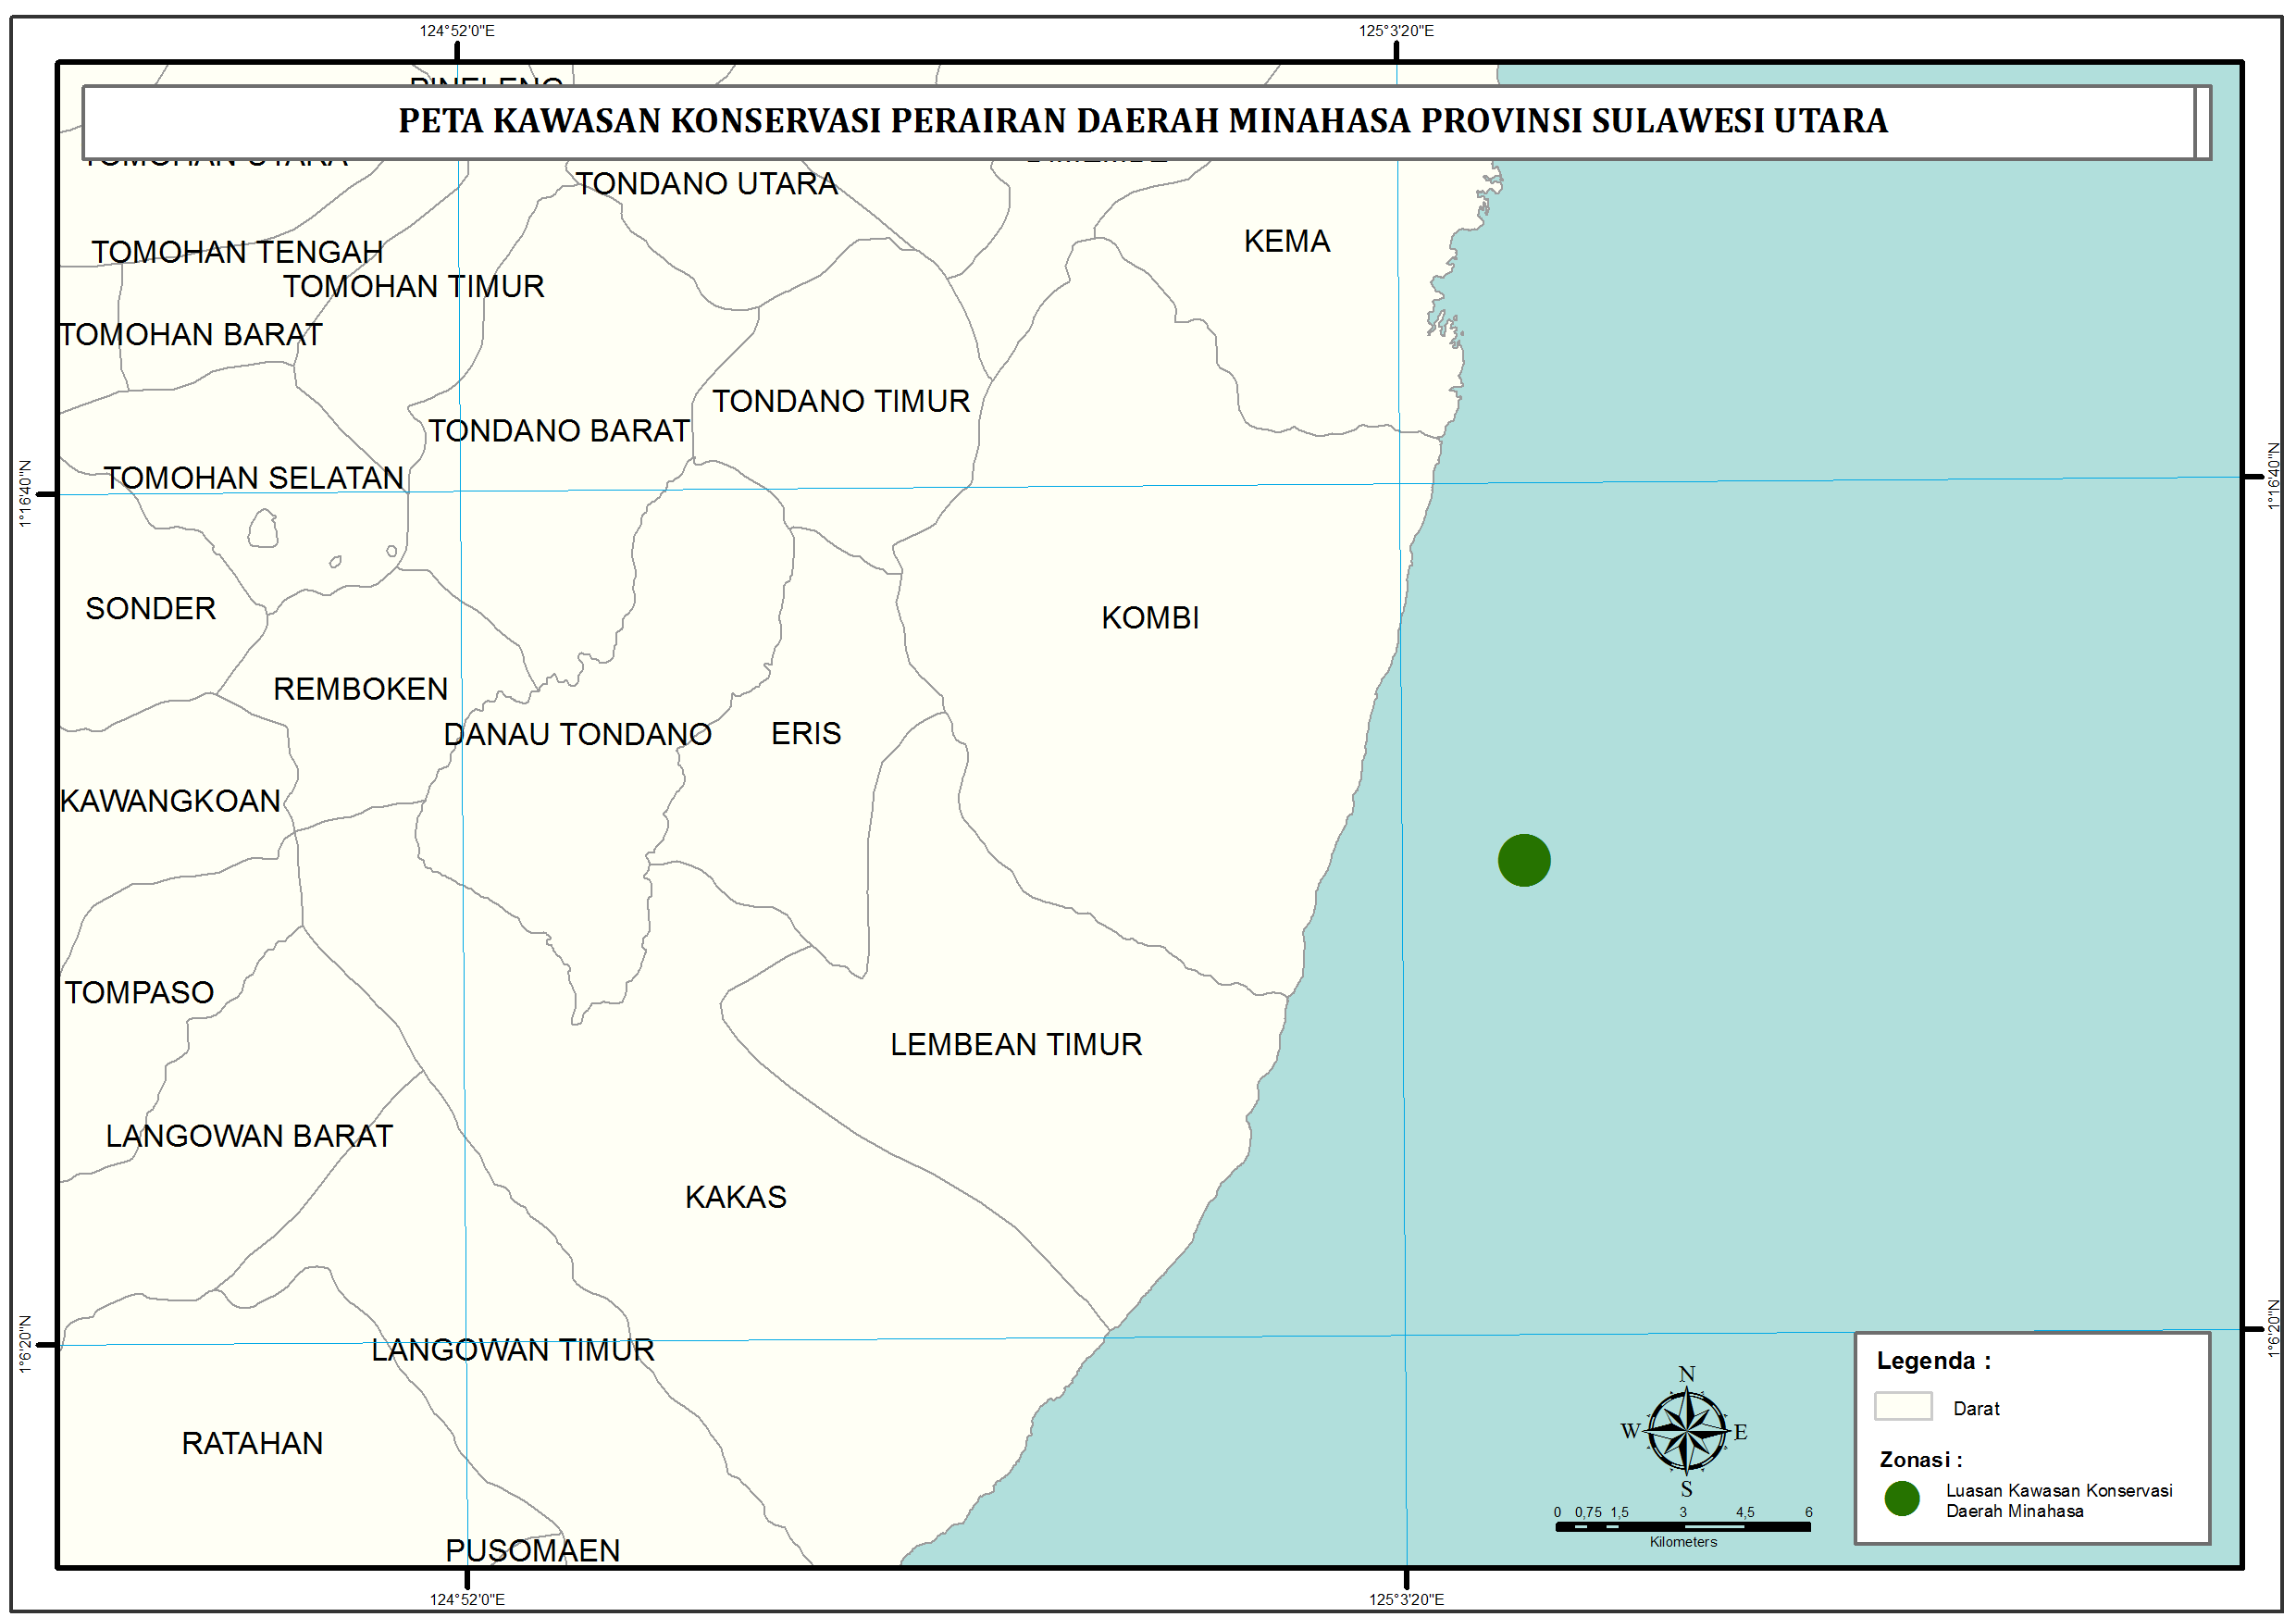 124°52'0"E
125°3'20"E
PINELENG
PETA KAWASAN KONSERVASI PERAIRAN DAERAH MINAHASA PROVINSI SULAWESI UTARA
TOMOHAN UTARA
TONDANO UTARA
KEMA
TOMOHAN TENGAH
TOMOHAN TIMUR
TOMOHAN BARAT
TONDANO TIMUR
TONDANO BARAT
TOMOHAN SELATAN
1°16'40"N
1°16'40"N
SONDER
KOMBI
REMBOKEN
DANAU TONDANO
ERIS
KAWANGKOAN
TOMPASO
LEMBEAN TIMUR
LANGOWAN BARAT
KAKAS
1°6'20"N
1°6'20"N
LANGOWAN TIMUR
RATAHAN
PUSOMAEN
Legenda :
Darat
Zonasi :
Luasan Kawasan Konservasi
Daerah Minahasa
N
W
E
S
0 0,75 1,5 3 4,5 6
Kilometers
124°52'0"E
125°3'20"E